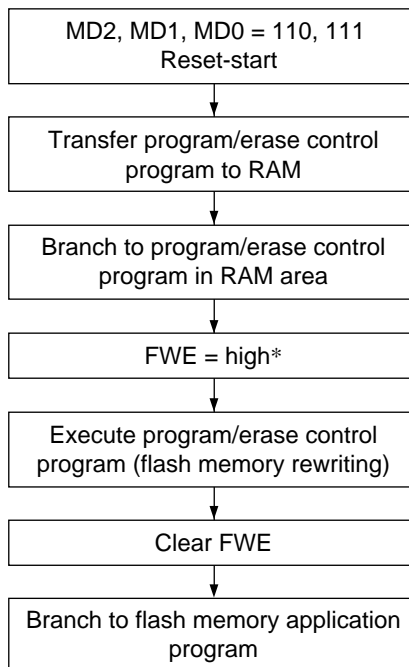 MD2, MD1, MD0 = 110, 111
Reset-start
Transfer program/erase control
program to RAM
Branch to program/erase control
program in RAM area
FWE = high*
Execute program/erase control
program (flash memory rewriting)
Clear FWE
Branch to flash memory application
program